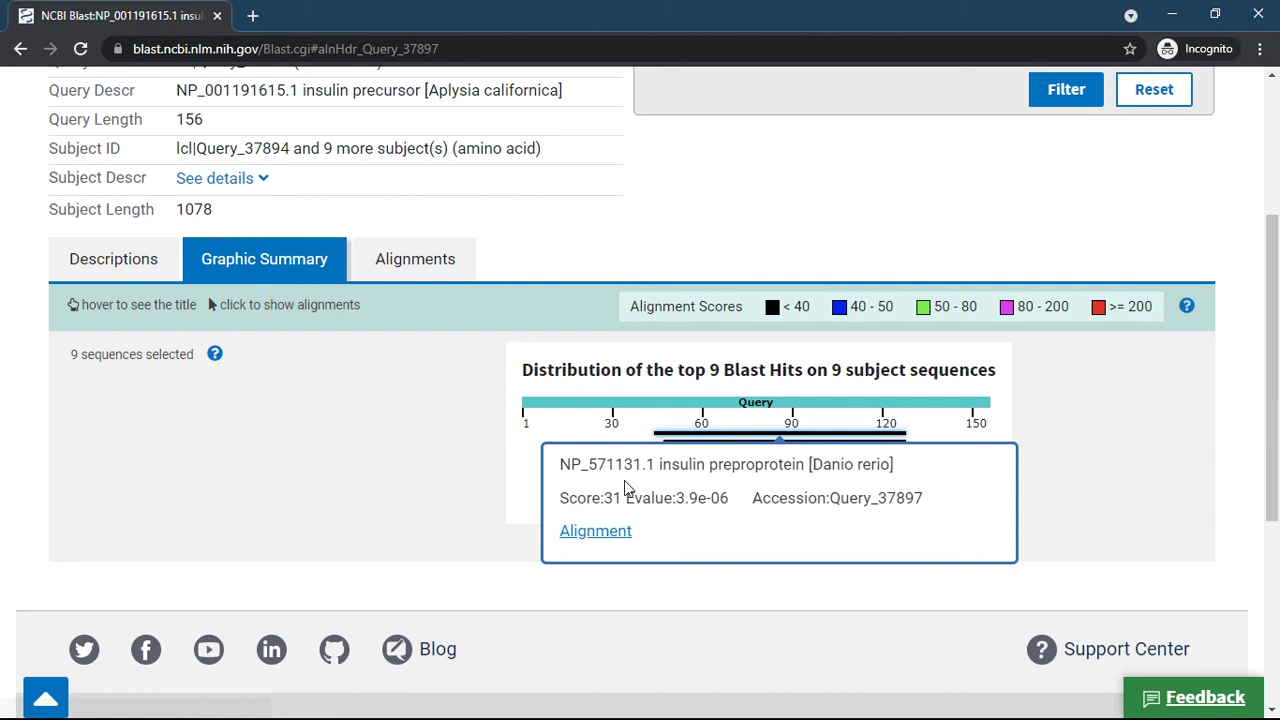 NCBI Blast:NP_001191615.1 insu
blast.ncbi.nlm.nih.gov/Blast.cgi#alnHdr_Query_37897
Incognito
Query Descr NP_001191615.1 insulin precursor [Aplysia californica]
Filter Reset
Query Length 156
Subject ID lcl|Query_37894 and 9 more subject(s) (amino acid)
Subject Descr See details
Subject Length 1078
Descriptions Graphic Summary Alignments
hover to see the title click to show alignments Alignment Scores < 40 40 - 50 50 - 80 80 - 200 >= 200 ?
9 sequences selected ?
Distribution of the top 9 Blast Hits on 9 subject sequences
Query
1 30 60 90 120 150
NP_571131.1 insulin preproprotein [Danio rerio]
Score:31 Evalue:3.9e-06 Accession:Query_37897
Alignment
Blog ? Support Center
Feedback